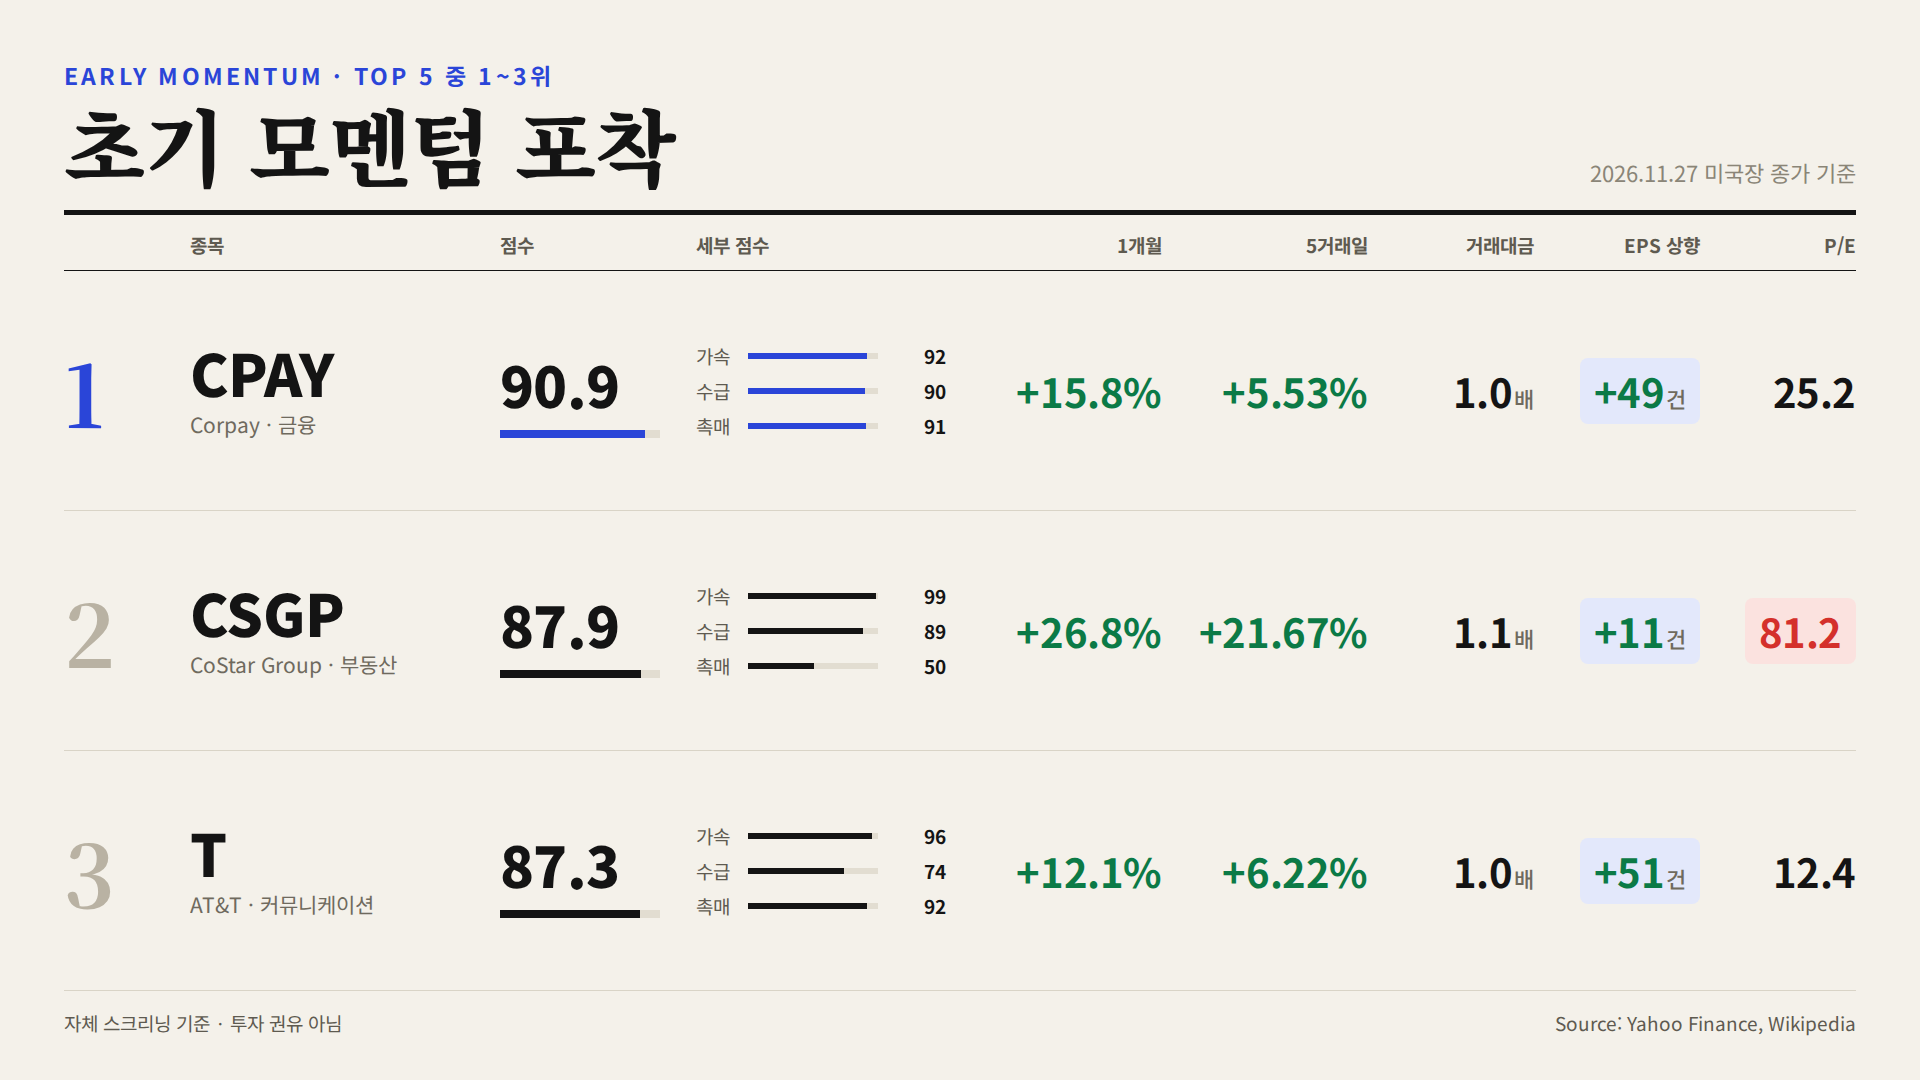 EARLY MOMENTUM · TOP 5 중 1~3위
초기 모멘텀 포착
2026.11.27 미국장 종가 기준
종목 점수 세부 점수 1개월 5거래일 거래대금 EPS 상향 P/E
1
CPAY
Corpay · 금융
90.9
가속 92
수급 90
촉매 91
+15.8% +5.53% 1.0배 +49건 25.2
2
CSGP
CoStar Group · 부동산
87.9
가속 99
수급 89
촉매 50
+26.8% +21.67% 1.1배 +11건 81.2
3
T
AT&T · 커뮤니케이션
87.3
가속 96
수급 74
촉매 92
+12.1% +6.22% 1.0배 +51건 12.4
자체 스크리닝 기준 · 투자 권유 아님
Source: Yahoo Finance, Wikipedia